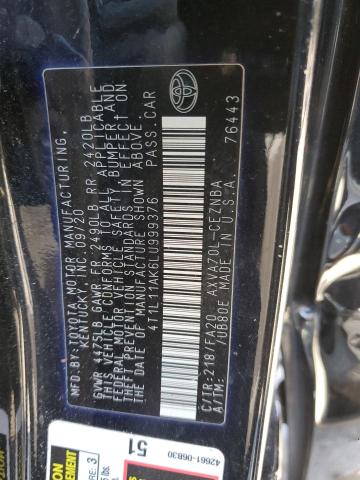 MFD.BY:TOYOTA MOTOR MANUFACTURING,
KENTUCKY INC. 09/20
GVWR 4475LB GAWR FR 2490LB RR 2420LB
THIS VEHICLE CONFORMS TO ALL APPLICABLE
FEDERAL MOTOR VEHICLE SAFETY, BUMPER, AND
THEFT PREVENTION STANDARDS IN EFFECT ON
THE DATE OF MANUFACTURE SHOWN ABOVE.
4T1L11AK6LU999376 PASS.CAR
C/TR:218/FA20 AXVA70L-CEZNBA
A/TM: /UB80E MADE IN U.S.A. 76443
42661-06B30
51